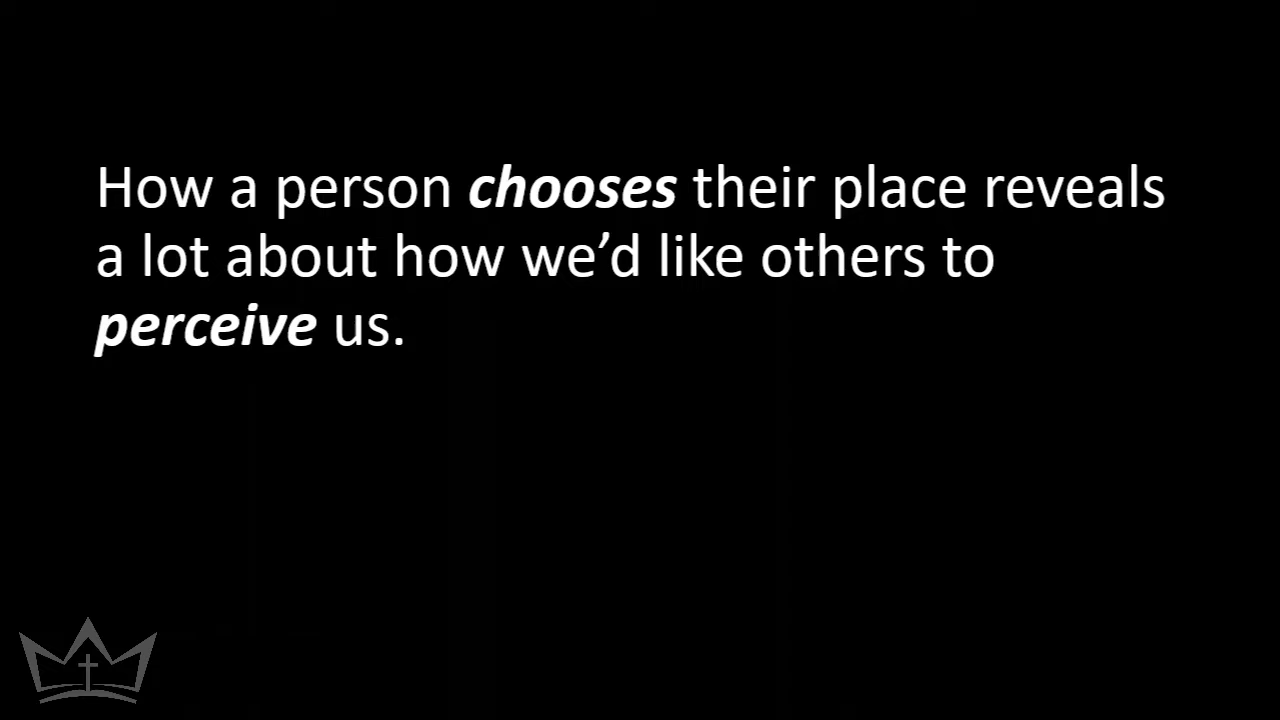 How a person chooses their place reveals
a lot about how we’d like others to
perceive us.